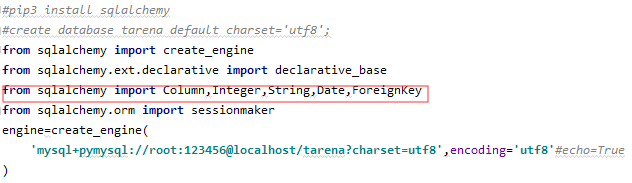 #pip3 install sqlalchemy
#create database tarena default charset='utf8';
from sqlalchemy import create_engine
from sqlalchemy.ext.declarative import declarative_base
from sqlalchemy import Column,Integer,String,Date,ForeignKey
from sqlalchemy.orm import sessionmaker
engine=create_engine(
'mysql+pymysql://root:123456@localhost/tarena?charset=utf8',encoding='utf8'#echo=True
)